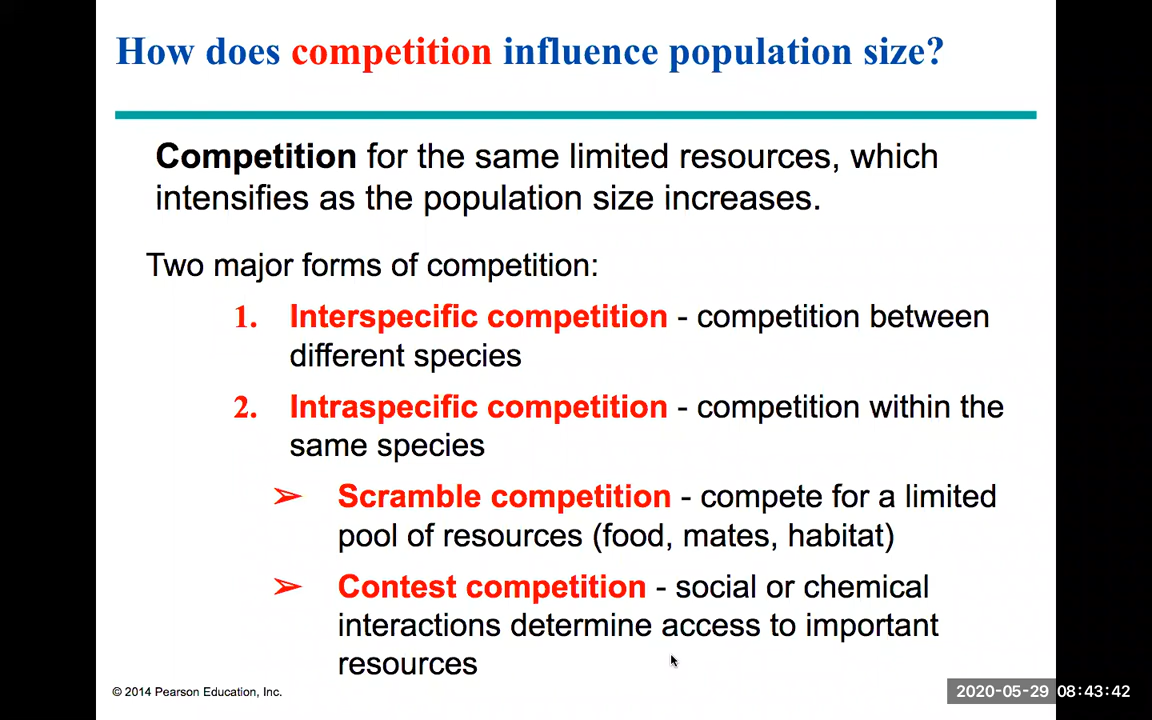 How does competition influence population size?
Competition for the same limited resources, which
intensifies as the population size increases.
Two major forms of competition:
1. Interspecific competition - competition between
different species
2. Intraspecific competition - competition within the
same species
➢ Scramble competition - compete for a limited
pool of resources (food, mates, habitat)
➢ Contest competition - social or chemical
interactions determine access to important
resources
© 2014 Pearson Education, Inc.
2020-05-29 08:43:42